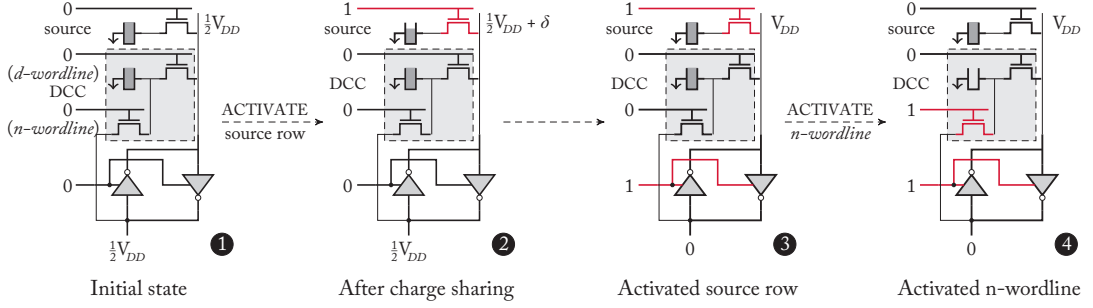 0
½V_DD
source
0
(d-wordline)
DCC
0
(n-wordline)
0
½V_DD
1
Initial state
ACTIVATE
source row
1
½V_DD + δ
source
0
DCC
0
0
½V_DD
2
After charge sharing
1
V_DD
source
0
DCC
0
1
0
3
Activated source row
ACTIVATE
n-wordline
0
V_DD
source
0
DCC
1
1
0
4
Activated n-wordline